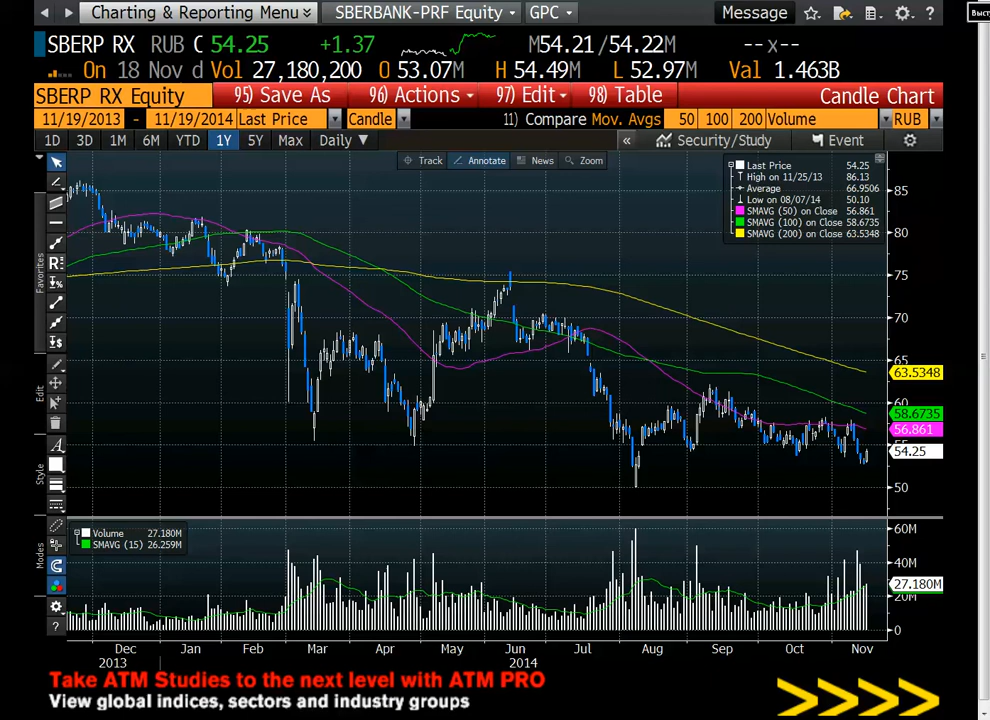 Charting & Reporting Menu SBERBANK-PRF Equity GPC Message ?
SBERP RX RUB C 54.25 +1.37 M54.21/54.22M --x--
On 18 Nov d Vol 27,180,200 O 53.07M H 54.49M L 52.97M Val 1.463B
SBERP RX Equity 95) Save As 96) Actions 97) Edit 98) Table Candle Chart
11/19/2013 - 11/19/2014 Last Price Candle 11) Compare Mov. Avgs 50 100 200 Volume RUB
1D 3D 1M 6M YTD 1Y 5Y Max Daily « Security/Study Event
Track Annotate News Zoom
Last Price 54.25
High on 11/25/13 86.13
Average 66.9506
Low on 08/07/14 50.10
SMAVG (50) on Close 56.861
SMAVG (100) on Close 58.6735
SMAVG (200) on Close 63.5348
Favorites
Edit
Style
Modes
85
80
75
70
65
63.5348
60
58.6735
56.861
55
54.25
50
Volume 27.180M
SMAVG (15) 26.259M
60M
40M
27.180M
20M
0
Dec Jan Feb Mar Apr May Jun Jul Aug Sep Oct Nov
2013 2014
Take ATM Studies to the next level with ATM PRO
View global indices, sectors and industry groups